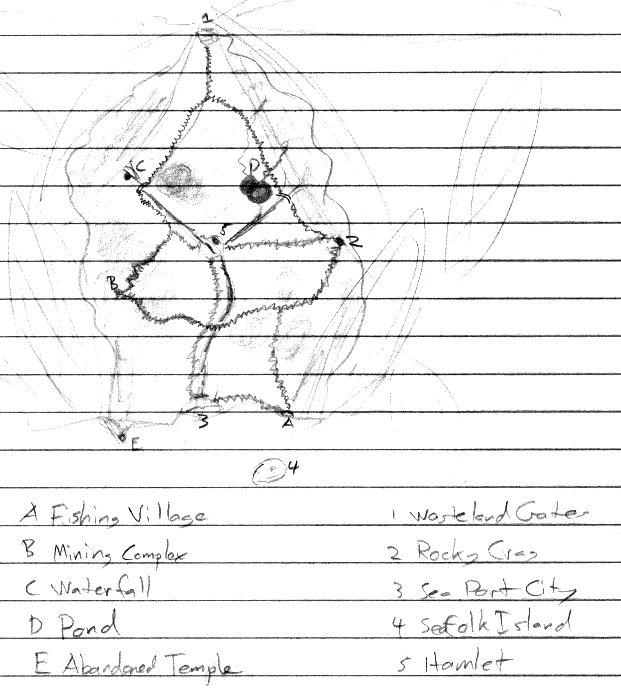 1
C
D
5
2
B
3
A
E
4
A Fishing Village
1 Wasteland Gates
B Mining Complex
2 Rocky Crag
C Waterfall
3 Sea Port City
D Pond
4 Seafolk Island
E Abandoned Temple
5 Hamlet